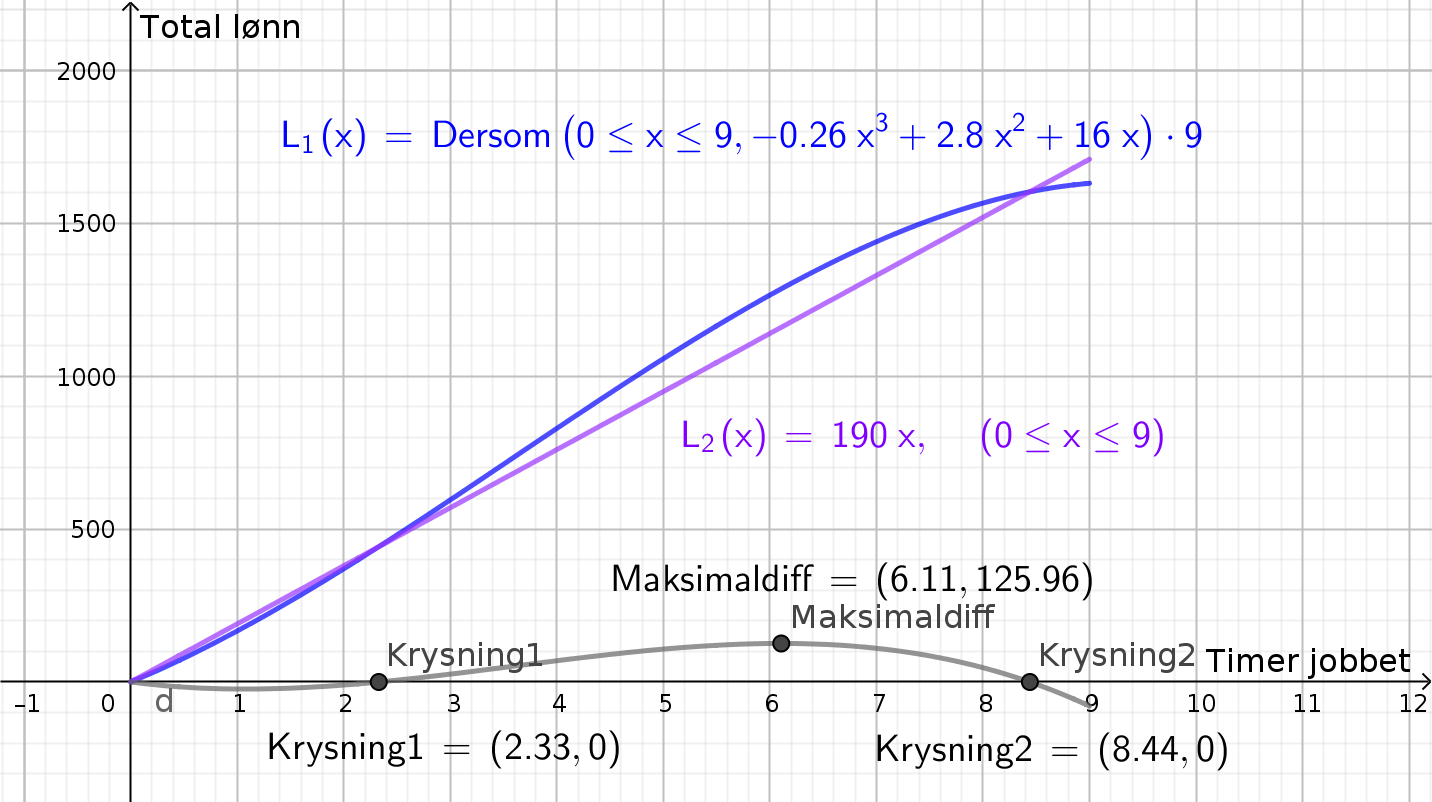 Total lønn
2000
L₁(x) = Dersom (0 ≤ x ≤ 9, −0.26 x³ + 2.8 x² + 16 x) · 9
1500
1000
L₂(x) = 190 x, (0 ≤ x ≤ 9)
500
Maksimaldiff = (6.11, 125.96)
Maksimaldiff
Krysning1
Krysning2
Timer jobbet
d
−1 0 1 2 3 4 5 6 7 8 9 10 11 12
Krysning1 = (2.33, 0)
Krysning2 = (8.44, 0)